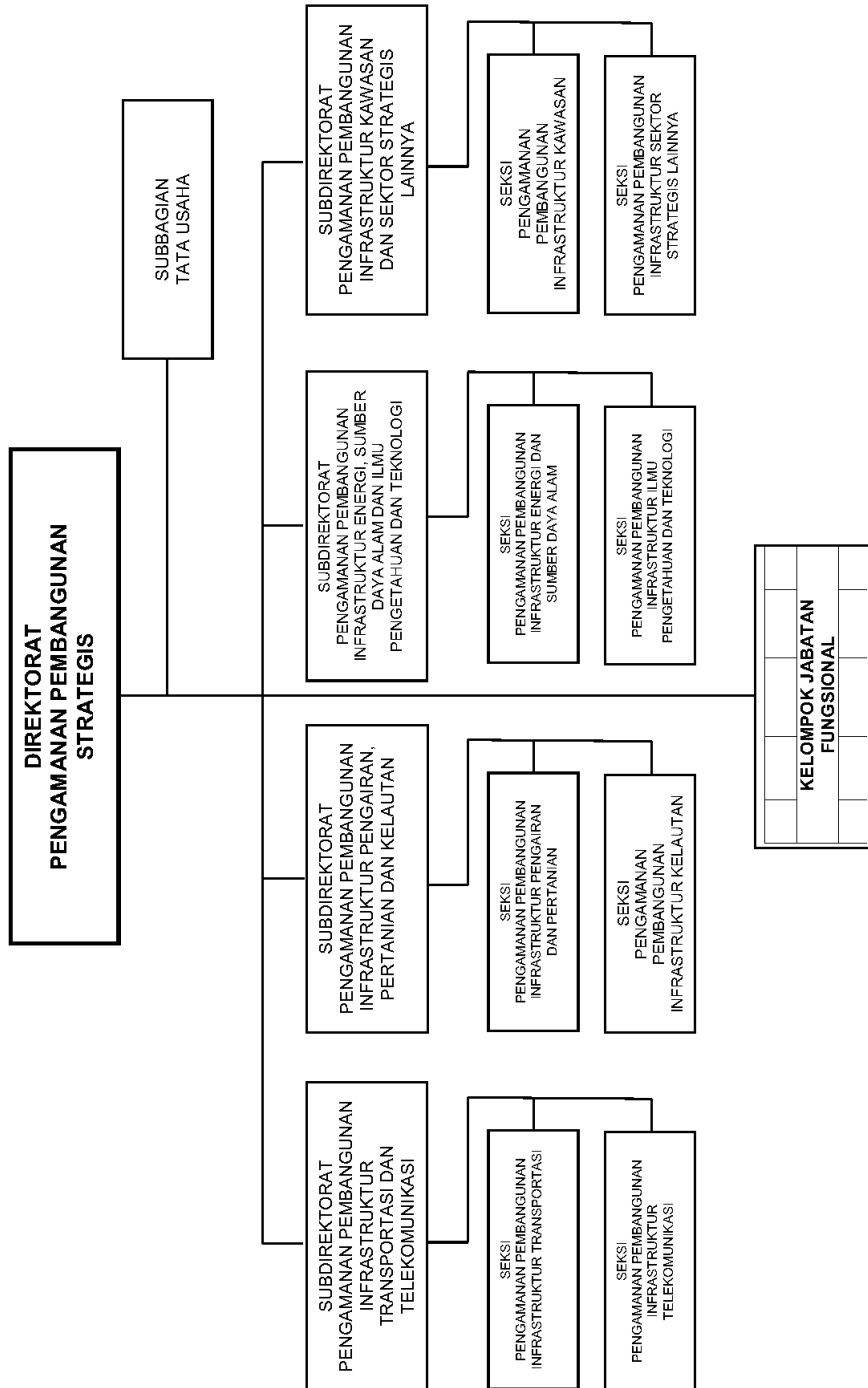 DIREKTORAT
PENGAMANAN PEMBANGUNAN
STRATEGIS
SUBBAGIAN
TATA USAHA
SUBDIREKTORAT
PENGAMANAN PEMBANGUNAN
INFRASTRUKTUR
TRANSPORTASI DAN
TELEKOMUNIKASI
SUBDIREKTORAT
PENGAMANAN PEMBANGUNAN
INFRASTRUKTUR PENGAIRAN,
PERTANIAN DAN KELAUTAN
SUBDIREKTORAT
PENGAMANAN PEMBANGUNAN
INFRASTRUKTUR ENERGI, SUMBER
DAYA ALAM DAN ILMU
PENGETAHUAN DAN TEKNOLOGI
SUBDIREKTORAT
PENGAMANAN PEMBANGUNAN
INFRASTRUKTUR KAWASAN
DAN SEKTOR STRATEGIS
LAINNYA
SEKSI
PENGAMANAN PEMBANGUNAN
INFRASTRUKTUR TRANSPORTASI
SEKSI
PENGAMANAN PEMBANGUNAN
INFRASTRUKTUR PENGAIRAN
DAN PERTANIAN
SEKSI
PENGAMANAN PEMBANGUNAN
INFRASTRUKTUR ENERGI DAN
SUMBER DAYA ALAM
SEKSI
PENGAMANAN
PEMBANGUNAN
INFRASTRUKTUR KAWASAN
SEKSI
PENGAMANAN PEMBANGUNAN
INFRASTRUKTUR
TELEKOMUNIKASI
SEKSI
PENGAMANAN
PEMBANGUNAN
INFRASTRUKTUR KELAUTAN
SEKSI
PENGAMANAN PEMBANGUNAN
INFRASTRUKTUR ILMU
PENGETAHUAN DAN TEKNOLOGI
SEKSI
PENGAMANAN PEMBANGUNAN
INFRASTRUKTUR SEKTOR
STRATEGIS LAINNYA
KELOMPOK JABATAN
FUNGSIONAL